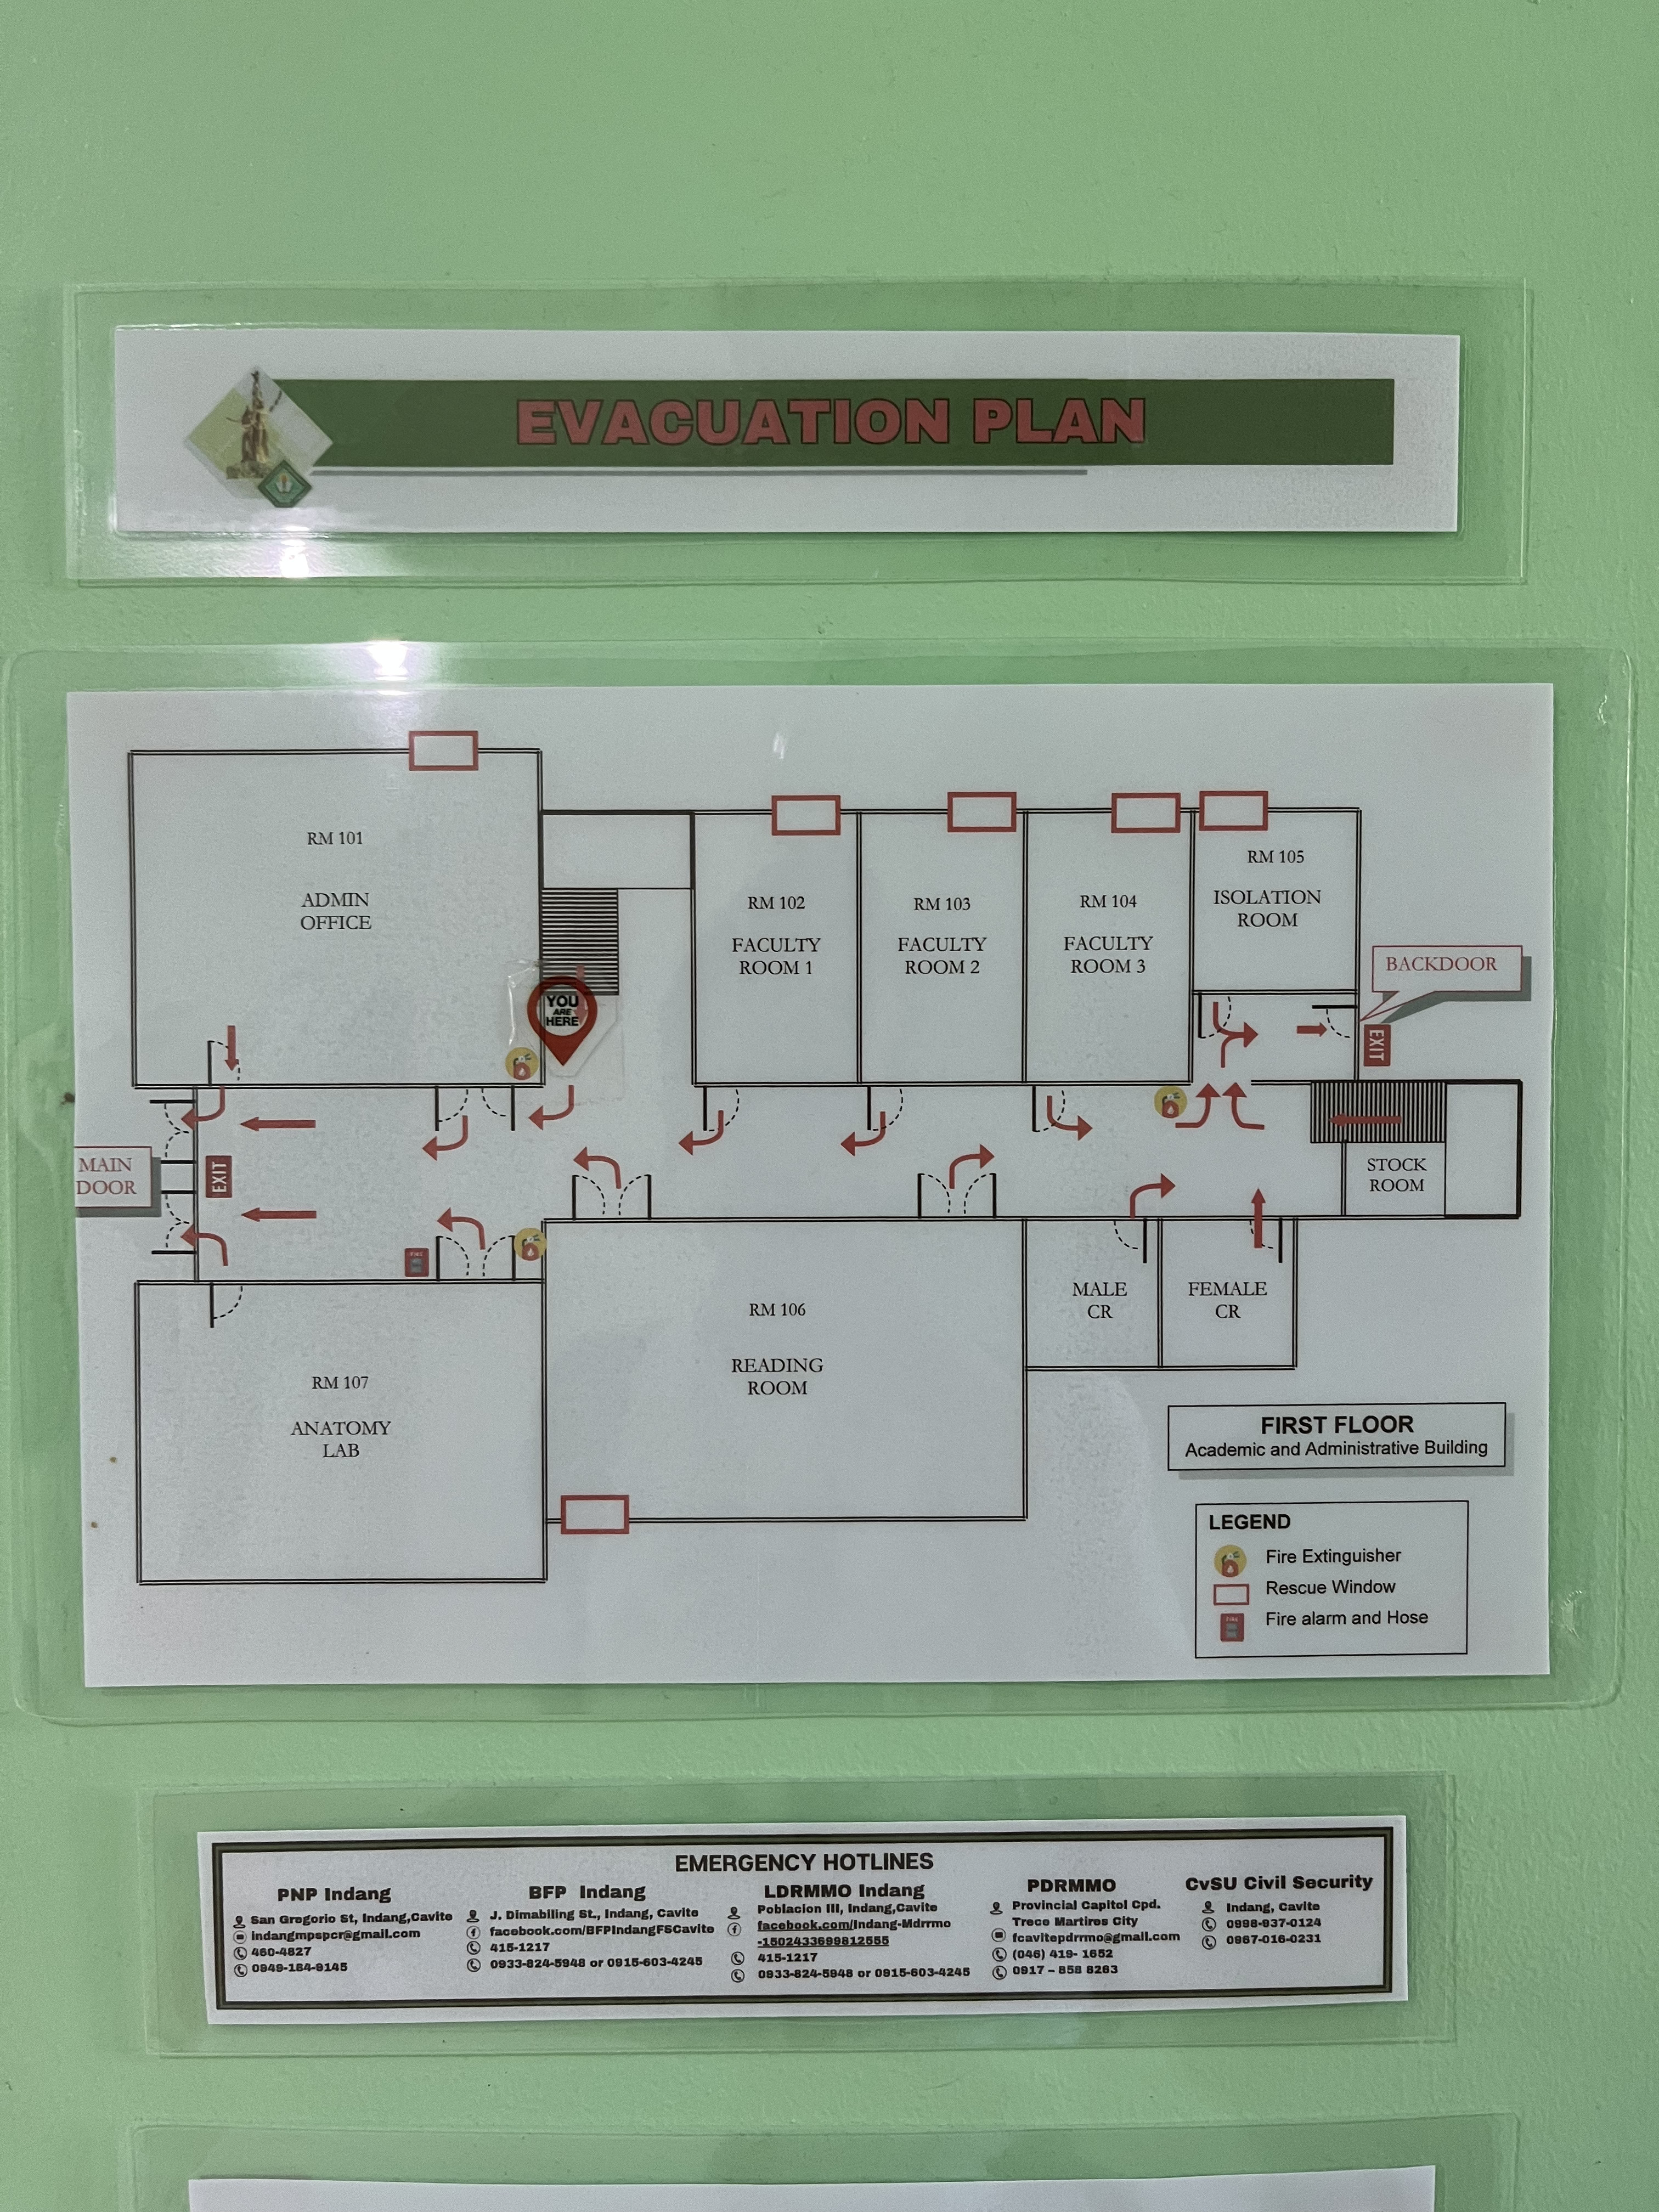 EVACUATION PLAN
RM 101
ADMIN
OFFICE
RM 102
FACULTY
ROOM 1
RM 103
FACULTY
ROOM 2
RM 104
FACULTY
ROOM 3
RM 105
ISOLATION
ROOM
BACKDOOR
EXIT
YOU
ARE
HERE
MAIN
DOOR
EXIT
STOCK
ROOM
FIRE
MALE
CR
FEMALE
CR
RM 106
READING
ROOM
RM 107
ANATOMY
LAB
FIRST FLOOR
Academic and Administrative Building
LEGEND
Fire Extinguisher
Rescue Window
FIRE
Fire alarm and Hose
EMERGENCY HOTLINES
PNP Indang
San Gregorio St, Indang,Cavite
indangmpspcr@gmail.com
460-4827
0949-184-9145
BFP Indang
J. Dimabiling St., Indang, Cavite
facebook.com/BFPIndangFSCavite
415-1217
0933-824-5948 or 0915-603-4245
LDRMMO Indang
Poblacion III, Indang,Cavite
facebook.com/Indang-Mdrrmo
-1502433699812555
415-1217
0933-824-5948 or 0915-603-4245
PDRMMO
Provincial Capitol Cpd.
Trece Martires City
fcavitepdrrmo@gmail.com
(046) 419- 1652
0917 – 858 8263
CvSU Civil Security
Indang, Cavite
0998-937-0124
0967-016-0231